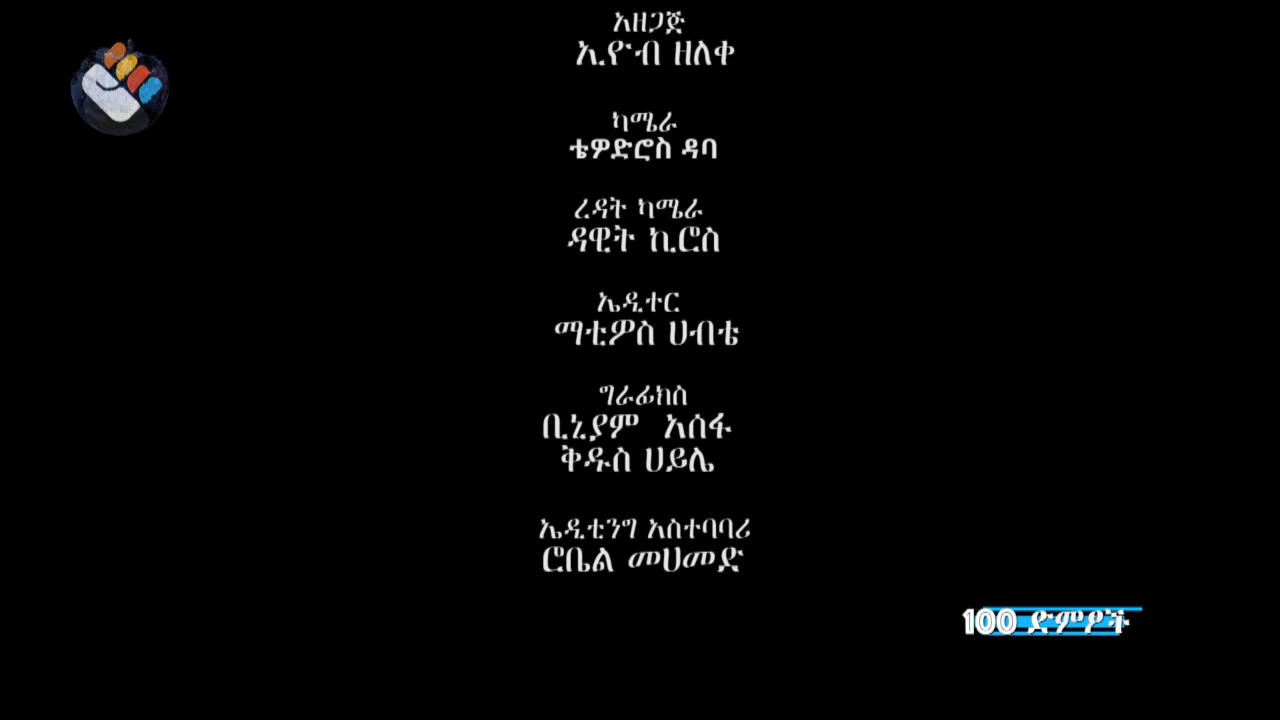 አዘጋጅ
ኢዮብ ዘለቀ
ካሜራ
ቴዎድሮስ ዳባ
ረዳት ካሜራ
ዳዊት ኪሮስ
ኤዲተር
ማቲዎስ ሀብቴ
ግራፊክስ
ቢኒያም አሰፋ
ቅዱስ ሀይሌ
ኤዲቲንግ አስተባባሪ
ሮቤል መሀመድ
100 ድምፆች